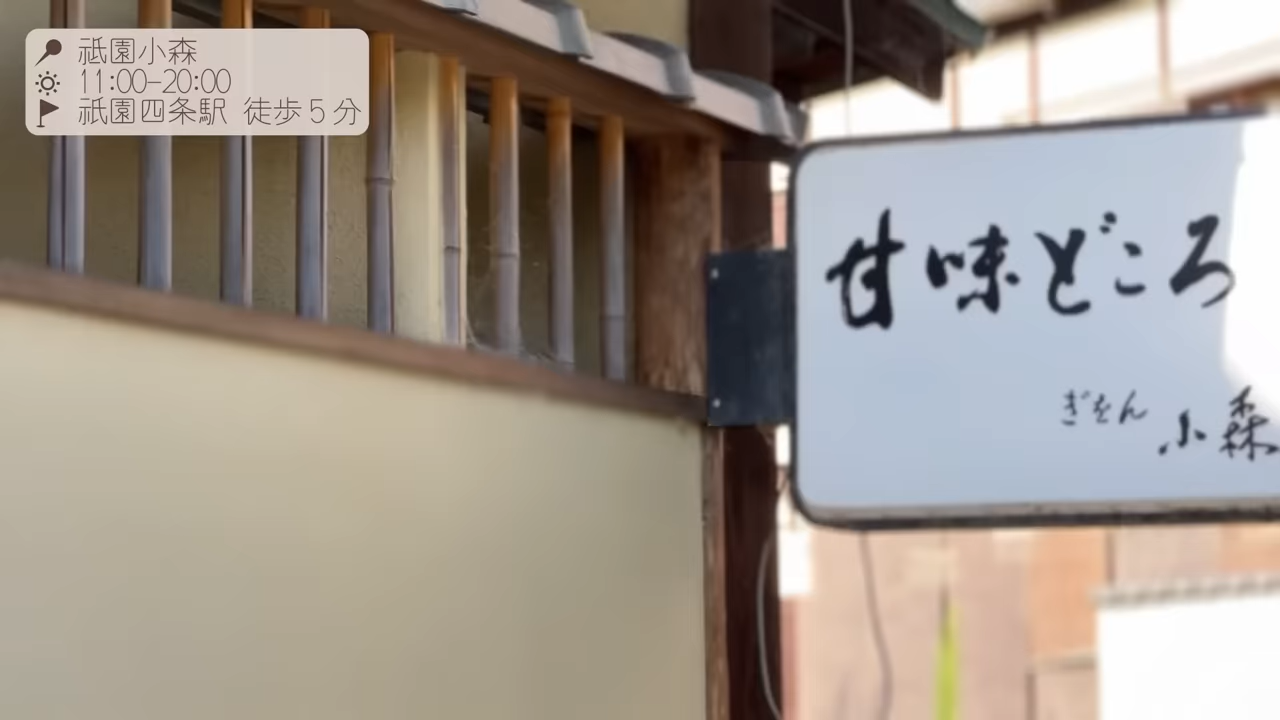 祇園小森
11:00-20:00
祇園四条駅 徒歩5分
甘味どころ
ぎをん
小森